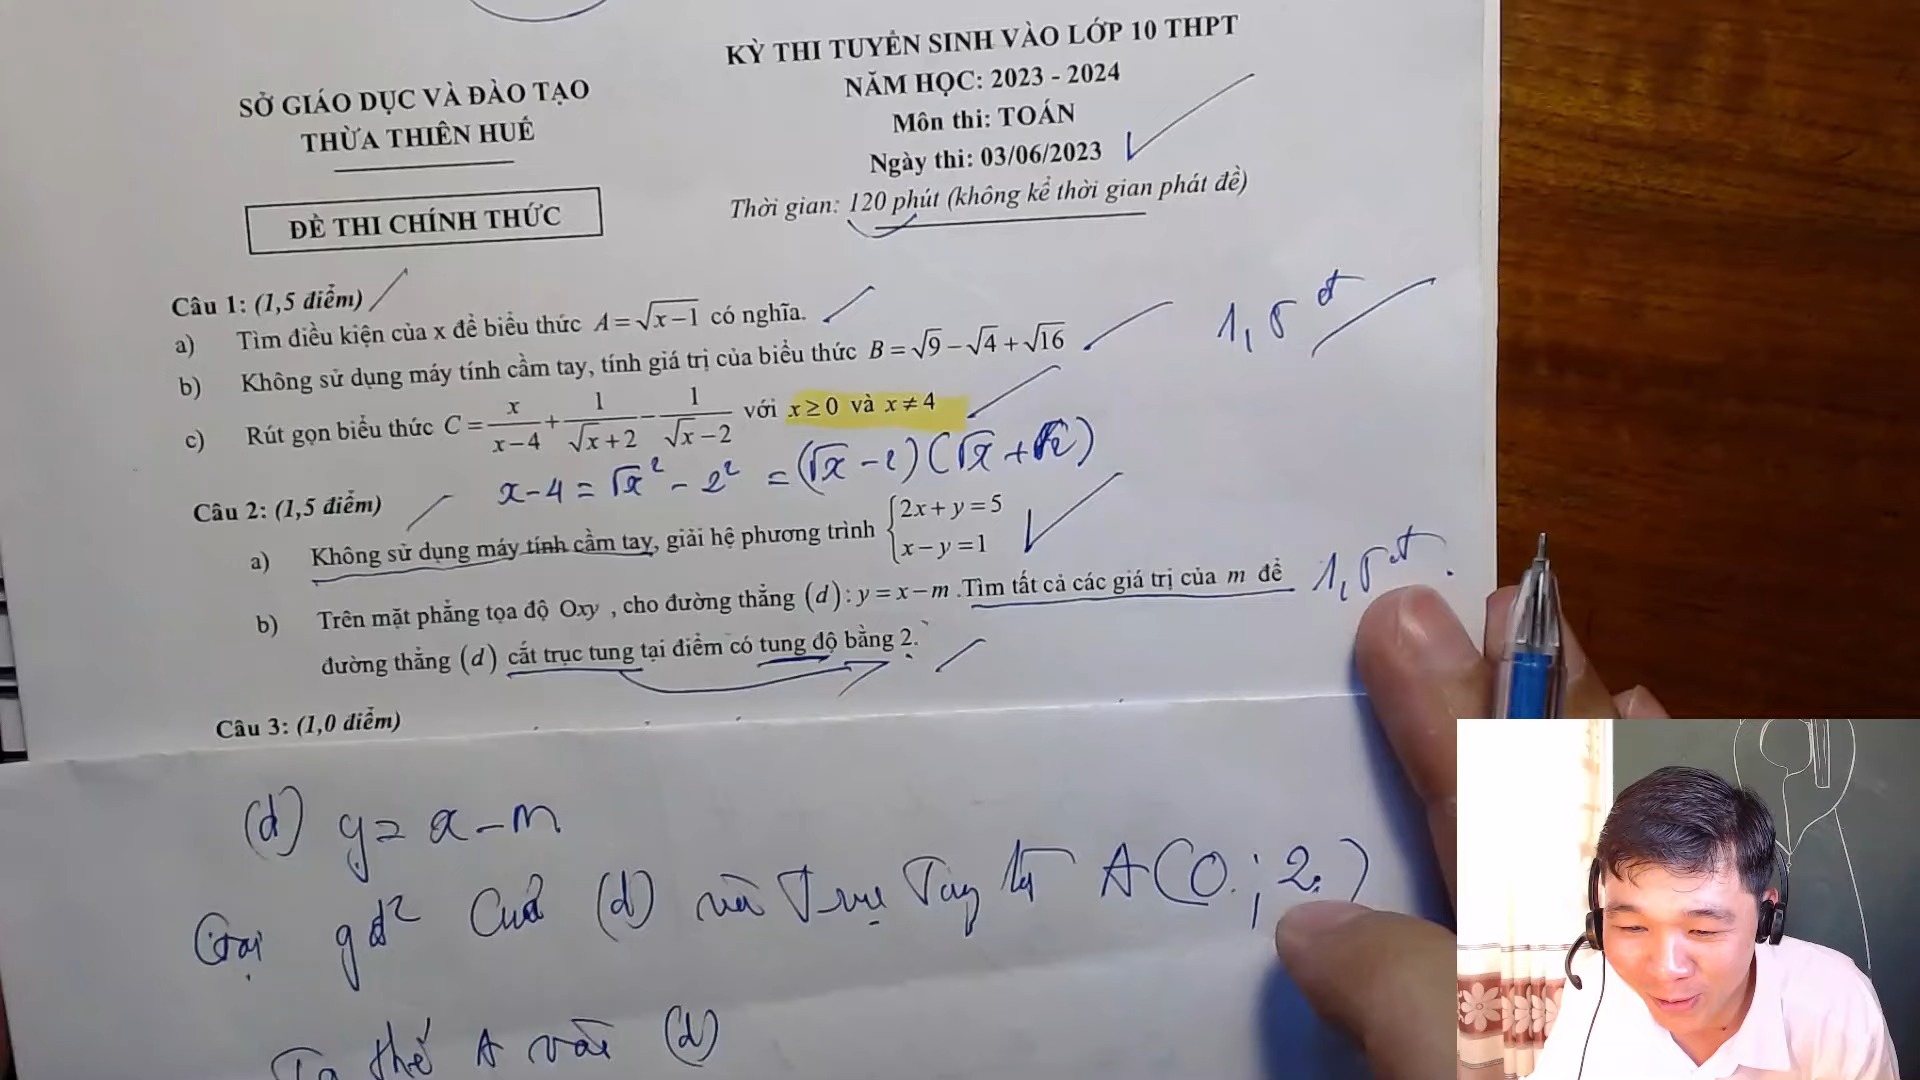 SỞ GIÁO DỤC VÀ ĐÀO TẠO
THỪA THIÊN HUẾ
ĐỀ THI CHÍNH THỨC
KỲ THI TUYỂN SINH VÀO LỚP 10 THPT
NĂM HỌC: 2023 - 2024
Môn thi: TOÁN
Ngày thi: 03/06/2023
Thời gian: 120 phút (không kể thời gian phát đề)
Câu 1: (1,5 điểm)
a) Tìm điều kiện của x để biểu thức A = √(x−1) có nghĩa.
b) Không sử dụng máy tính cầm tay, tính giá trị của biểu thức B = √9 − √4 + √16
1,5 đ
c) Rút gọn biểu thức C = x/(x−4) + 1/(√x+2) − 1/(√x−2) với x ≥ 0 và x ≠ 4
x − 4 = √x² − 2² = (√x − 2)(√x + 2)
Câu 2: (1,5 điểm)
a) Không sử dụng máy tính cầm tay, giải hệ phương trình { 2x + y = 5
x − y = 1
b) Trên mặt phẳng tọa độ Oxy , cho đường thẳng (d): y = x − m .Tìm tất cả các giá trị của m để 1,5 đ
đường thẳng (d) cắt trục tung tại điểm có tung độ bằng 2.
Câu 3: (1,0 điểm)
(d) y = x − m
Gọi gđ² của (d) và Trục Tung là A(0 ; 2)
Ta thế A vào (d)